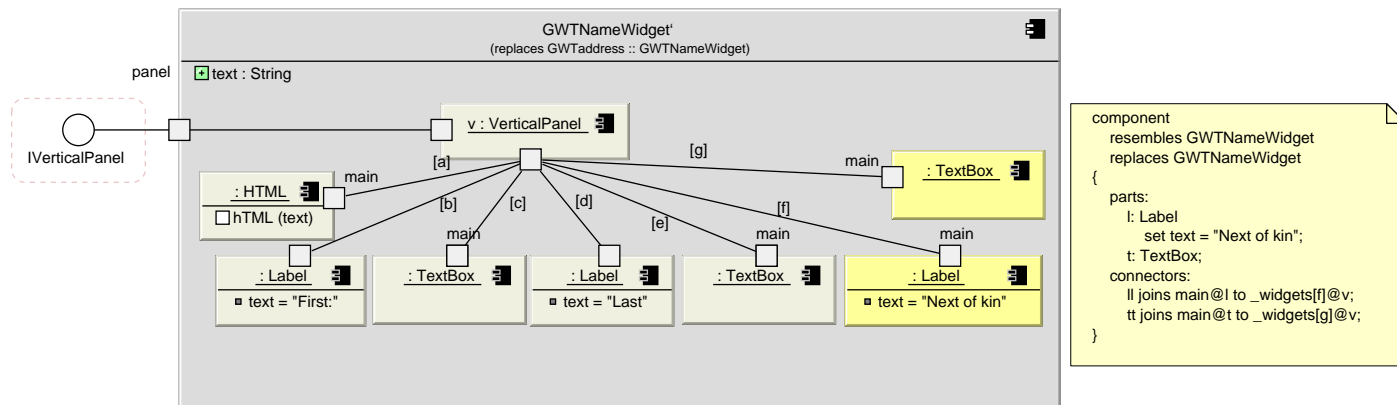 GWTNameWidget‘
(replaces GWTaddress :: GWTNameWidget)
panel
text : String
IVerticalPanel
v : VerticalPanel
[a]
[b]
[c]
[d]
[e]
[f]
[g]
main
: TextBox
main
: HTML
hTML (text)
main
main
main
: Label
text = "First:"
: TextBox
: Label
text = "Last"
: TextBox
: Label
text = "Next of kin"
component
resembles GWTNameWidget
replaces GWTNameWidget
{
parts:
l: Label
set text = "Next of kin";
t: TextBox;
connectors:
ll joins main@l to _widgets[f]@v;
tt joins main@t to _widgets[g]@v;
}